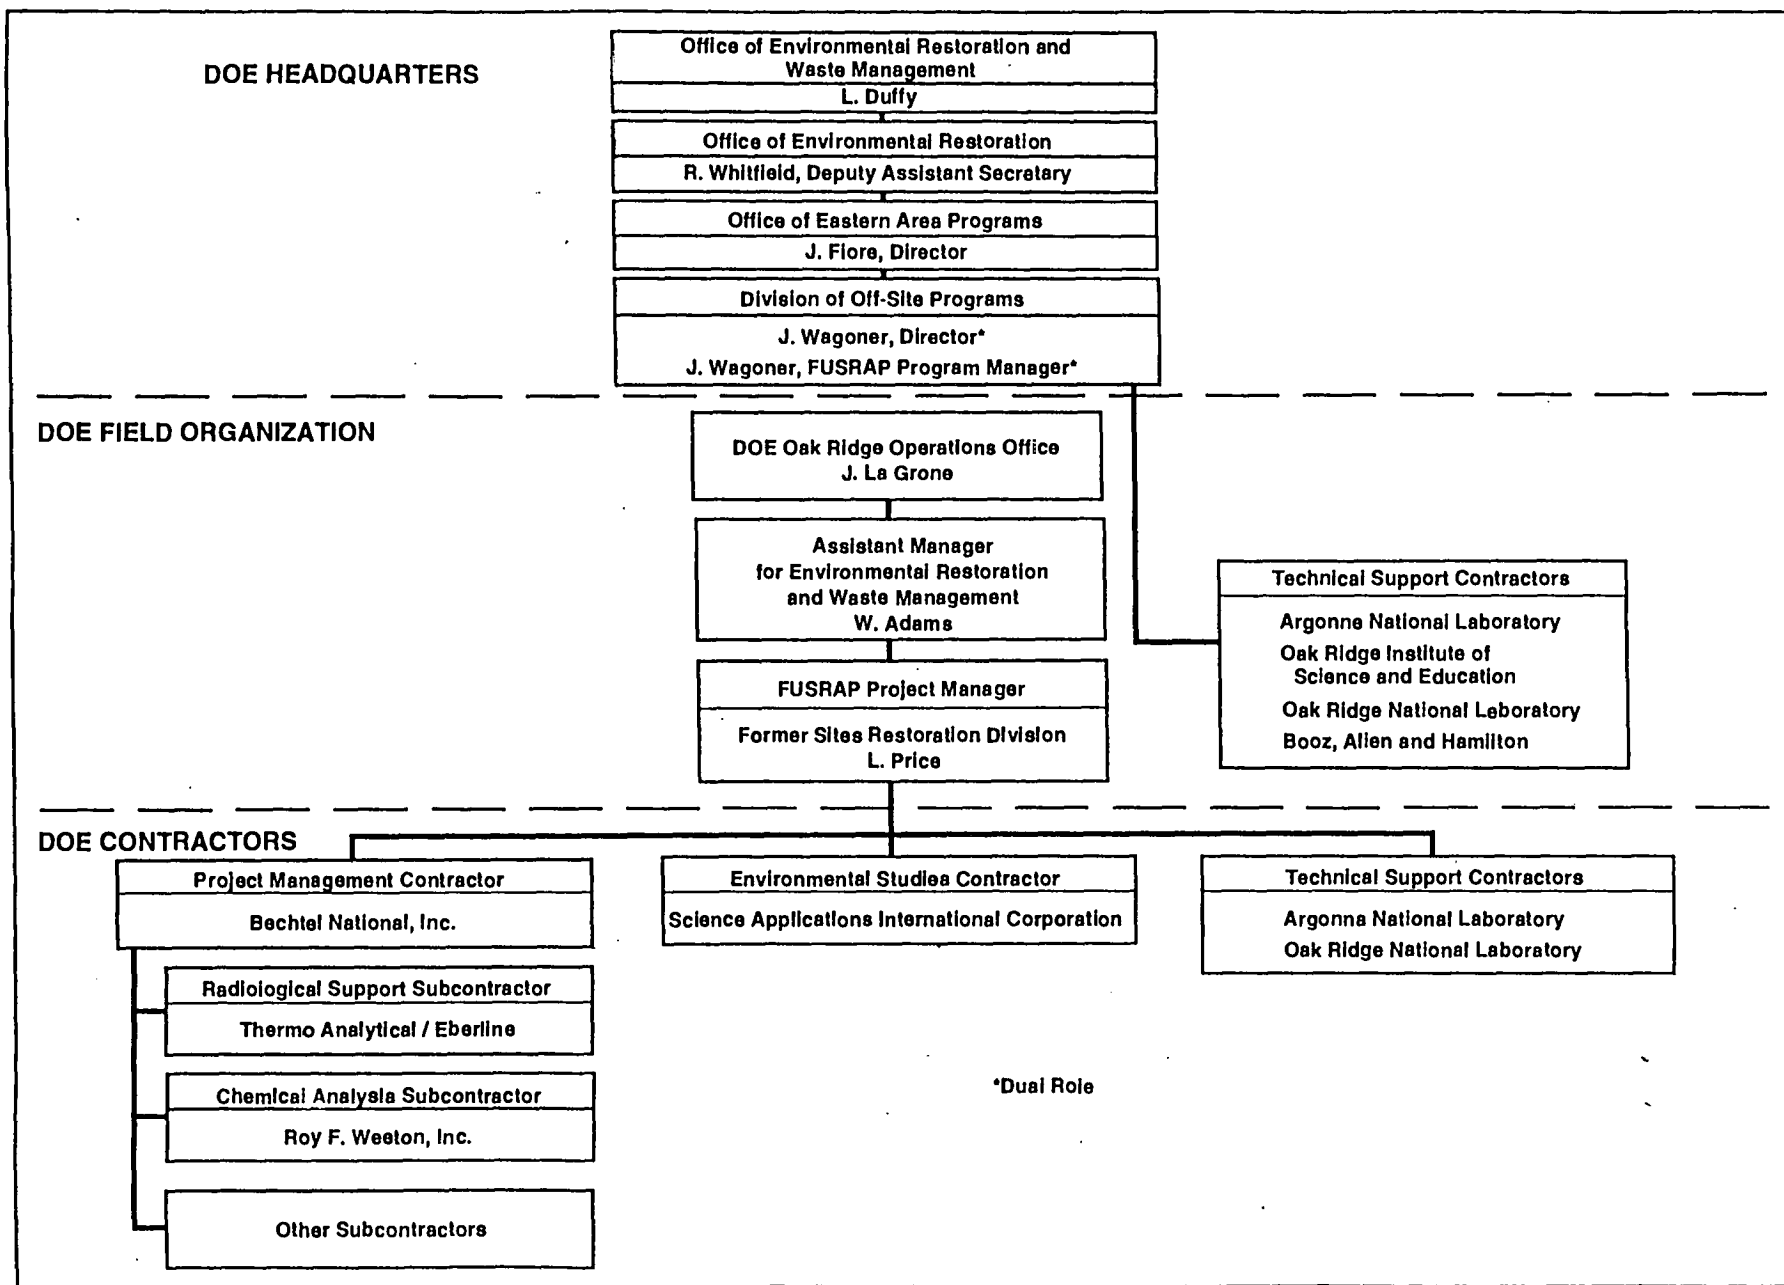 DOE HEADQUARTERS
Office of Environmental Restoration and
Waste Management
L. Duffy
Office of Environmental Restoration
R. Whitfield, Deputy Assistant Secretary
Office of Eastern Area Programs
J. Fiore, Director
Division of Off-Site Programs
J. Wagoner, Director*
J. Wagoner, FUSRAP Program Manager*
DOE FIELD ORGANIZATION
DOE Oak Ridge Operations Office
J. La Grone
Assistant Manager
for Environmental Restoration
and Waste Management
W. Adams
FUSRAP Project Manager
Former Sites Restoration Division
L. Price
Technical Support Contractors
Argonne National Laboratory
Oak Ridge Institute of
Science and Education
Oak Ridge National Laboratory
Booz, Allen and Hamilton
DOE CONTRACTORS
Project Management Contractor
Bechtel National, Inc.
Radiological Support Subcontractor
Thermo Analytical / Eberline
Chemical Analysis Subcontractor
Roy F. Weston, Inc.
Other Subcontractors
Environmental Studies Contractor
Science Applications International Corporation
Technical Support Contractors
Argonna National Laboratory
Oak Ridge National Laboratory
*Dual Role